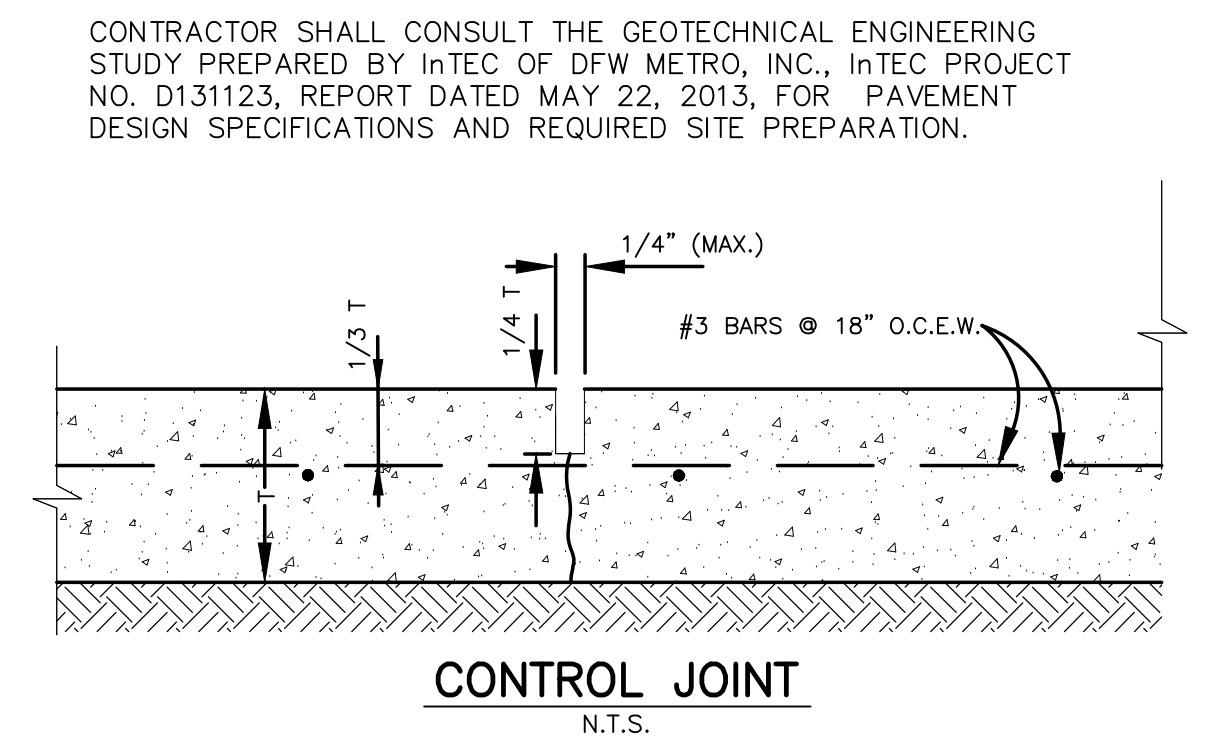 CONTRACTOR SHALL CONSULT THE GEOTECHNICAL ENGINEERING
STUDY PREPARED BY InTEC OF DFW METRO, INC., InTEC PROJECT
NO. D131123, REPORT DATED MAY 22, 2013, FOR PAVEMENT
DESIGN SPECIFICATIONS AND REQUIRED SITE PREPARATION.
1/4" (MAX.)
1/3 T
1/4 T
#3 BARS @ 18" O.C.E.W.
T
CONTROL JOINT
N.T.S.